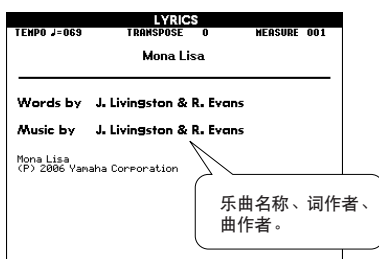 LYRICS
TEMPO ♩=069 TRANSPOSE 0 MEASURE 001
Mona Lisa
Words by J. Livingston & R. Evans
Music by J. Livingston & R. Evans
Mona Lisa
(P) 2006 Yamaha Corporation
乐曲名称、词作者、
曲作者。